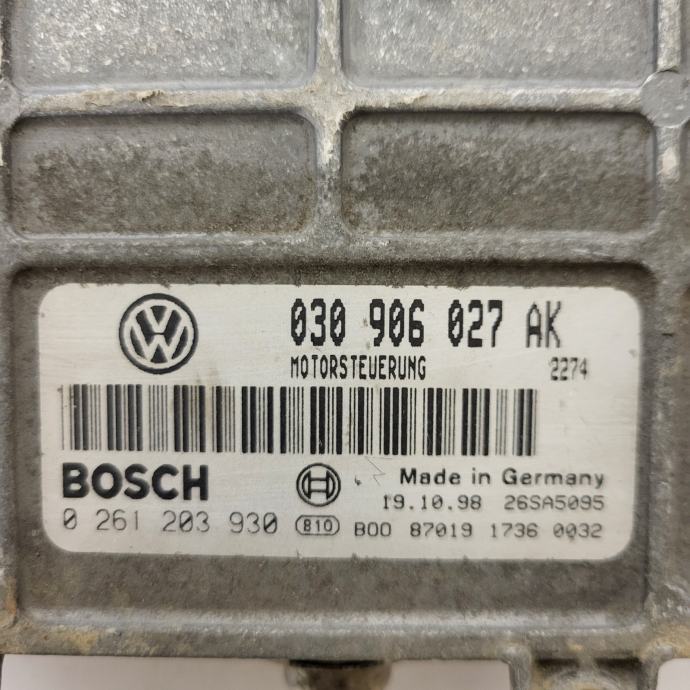 030 906 027 AK
MOTORSTEUERUNG 2274
BOSCH Made in Germany
19.10.98 26SA5095
0 261 203 930 810 B00 87019 1736 0032